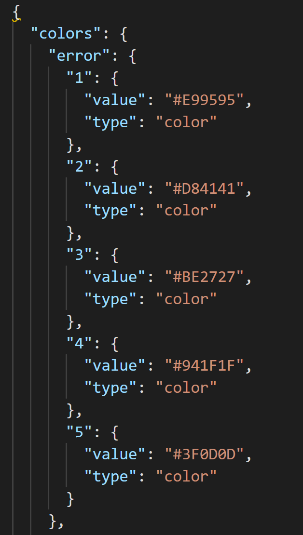 {
"colors": {
"error": {
"1": {
"value": "#E99595",
"type": "color"
},
"2": {
"value": "#D84141",
"type": "color"
},
"3": {
"value": "#BE2727",
"type": "color"
},
"4": {
"value": "#941F1F",
"type": "color"
},
"5": {
"value": "#3F0D0D",
"type": "color"
}
},